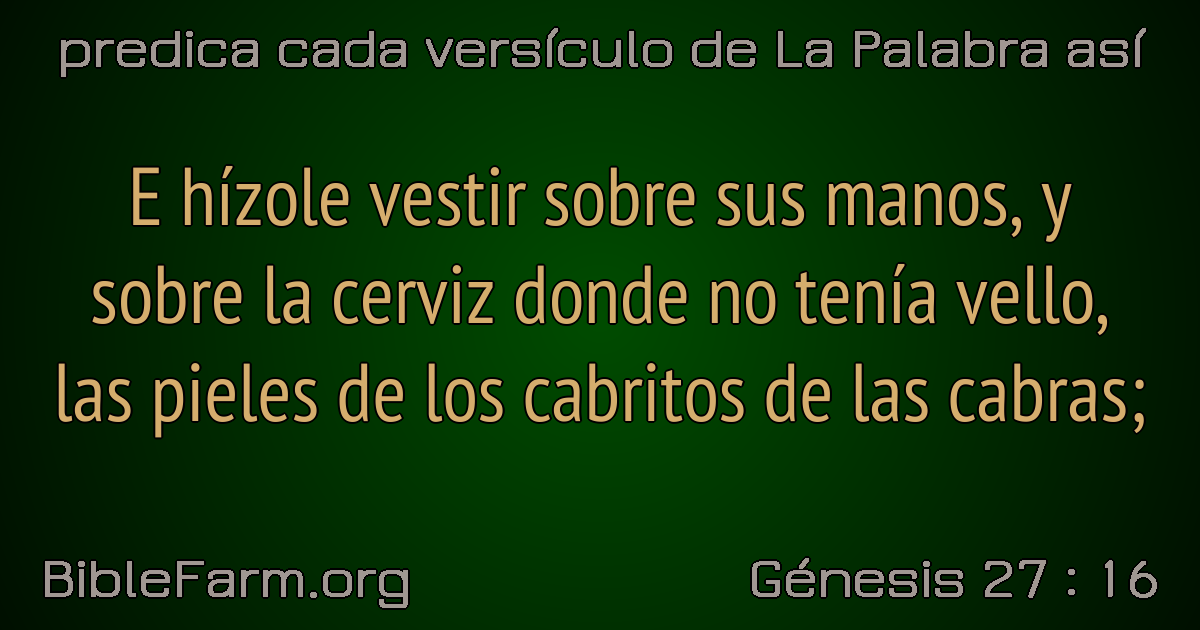 predica cada versículo de La Palabra así
E hízole vestir sobre sus manos, y
sobre la cerviz donde no tenía vello,
las pieles de los cabritos de las cabras;
BibleFarm.org
Génesis 27 : 16